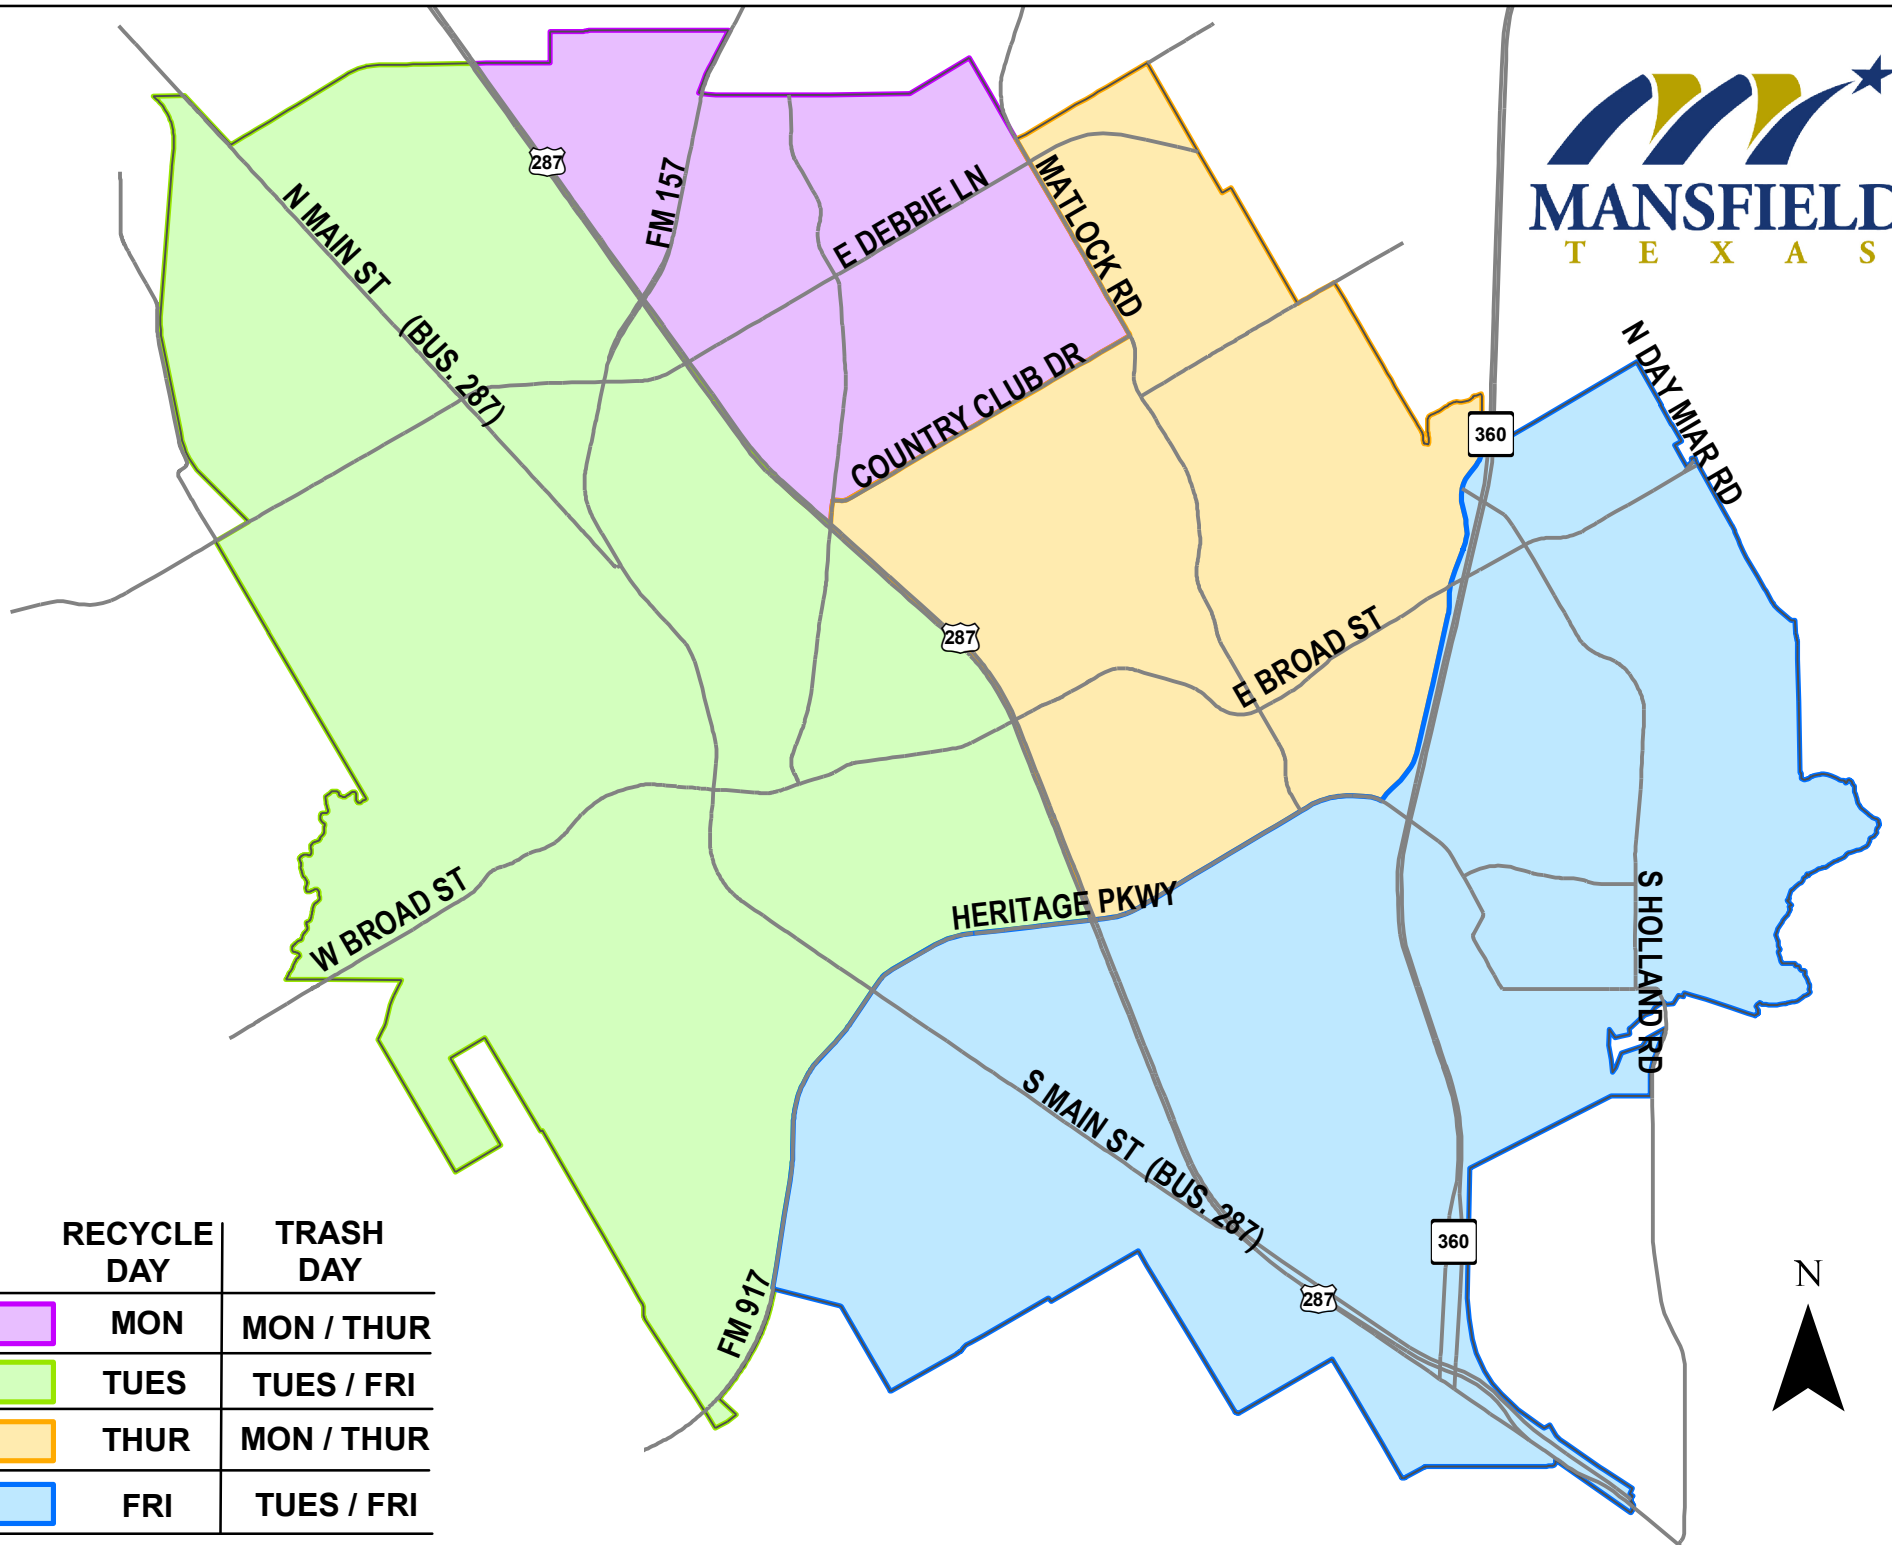 MANSFIELD
TEXAS
287
FM 157
N MAIN ST
(BUS. 287)
E DEBBIE LN
MATLOCK RD
COUNTRY CLUB DR
360
N DAY MIAR RD
287
E BROAD ST
W BROAD ST
HERITAGE PKWY
S HOLLAND RD
S MAIN ST (BUS. 287)
360
287
FM 917
N
RECYCLE DAY
TRASH DAY
MON MON / THUR
TUES TUES / FRI
THUR MON / THUR
FRI TUES / FRI